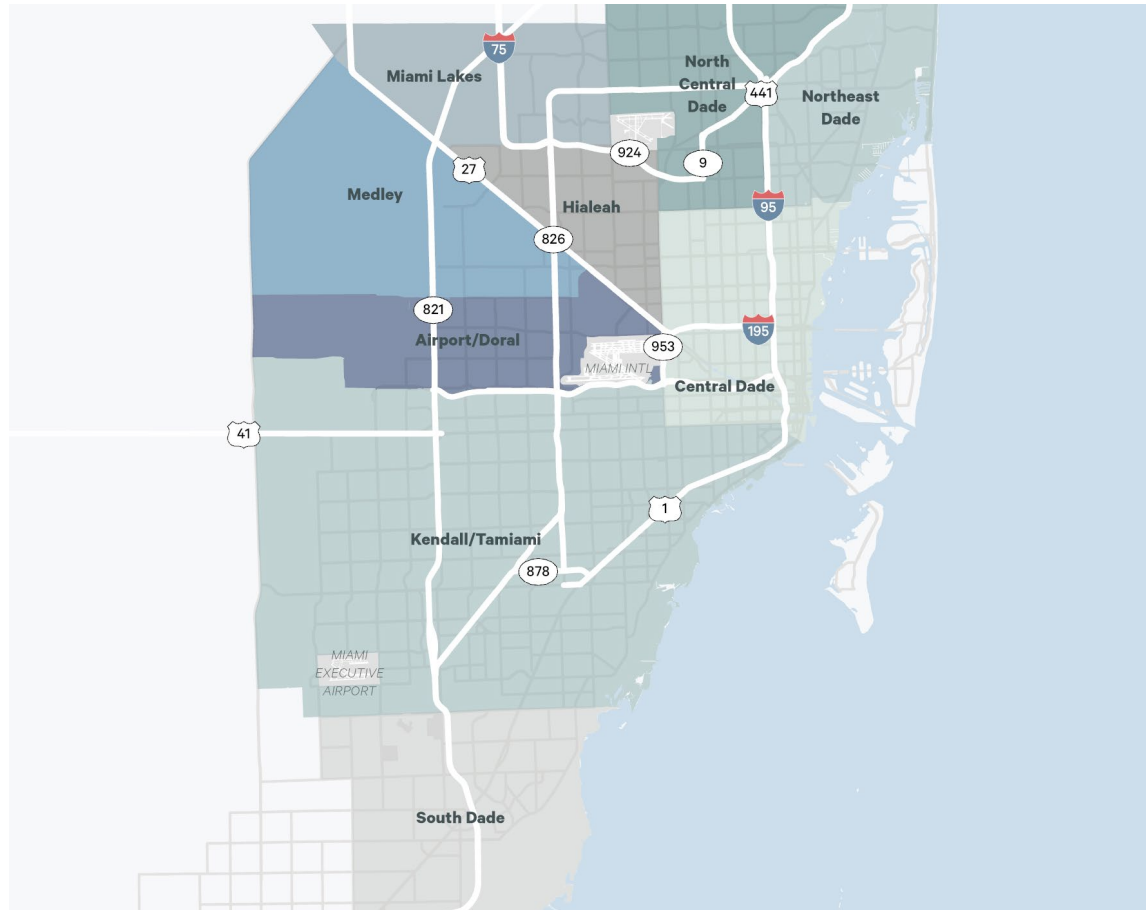 75
North
Central
Dade
Miami Lakes
441
Northeast
Dade
924
9
27
Medley
Hialeah
95
826
821
Airport/Doral
195
953
MIAMI INTL
Central Dade
41
1
Kendall/Tamiami
878
MIAMI
EXECUTIVE
AIRPORT
South Dade